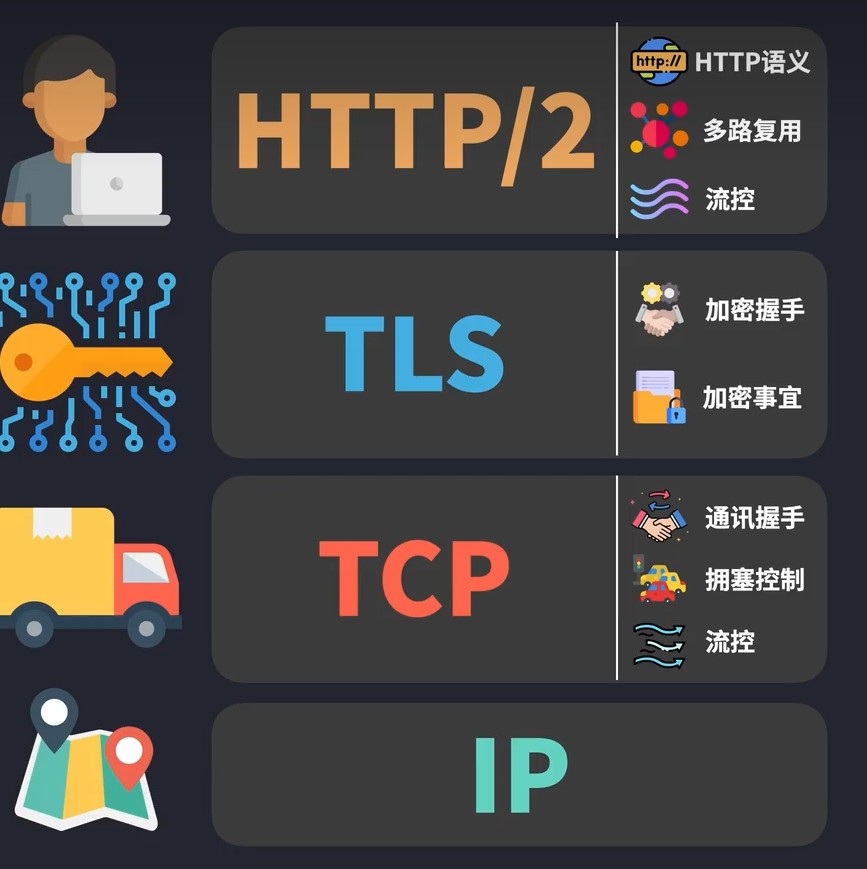 HTTP/2
http://
HTTP语义
多路复用
流控
TLS
加密握手
加密事宜
TCP
通讯握手
拥塞控制
流控
IP